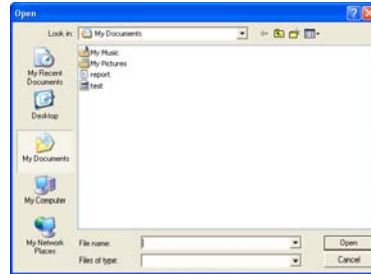 Open
Look in:
My Documents
My Recent
Documents
Desktop
My Documents
My Computer
My Network
Places
My Music
My Pictures
report
test
File name:
Open
Files of type:
Cancel